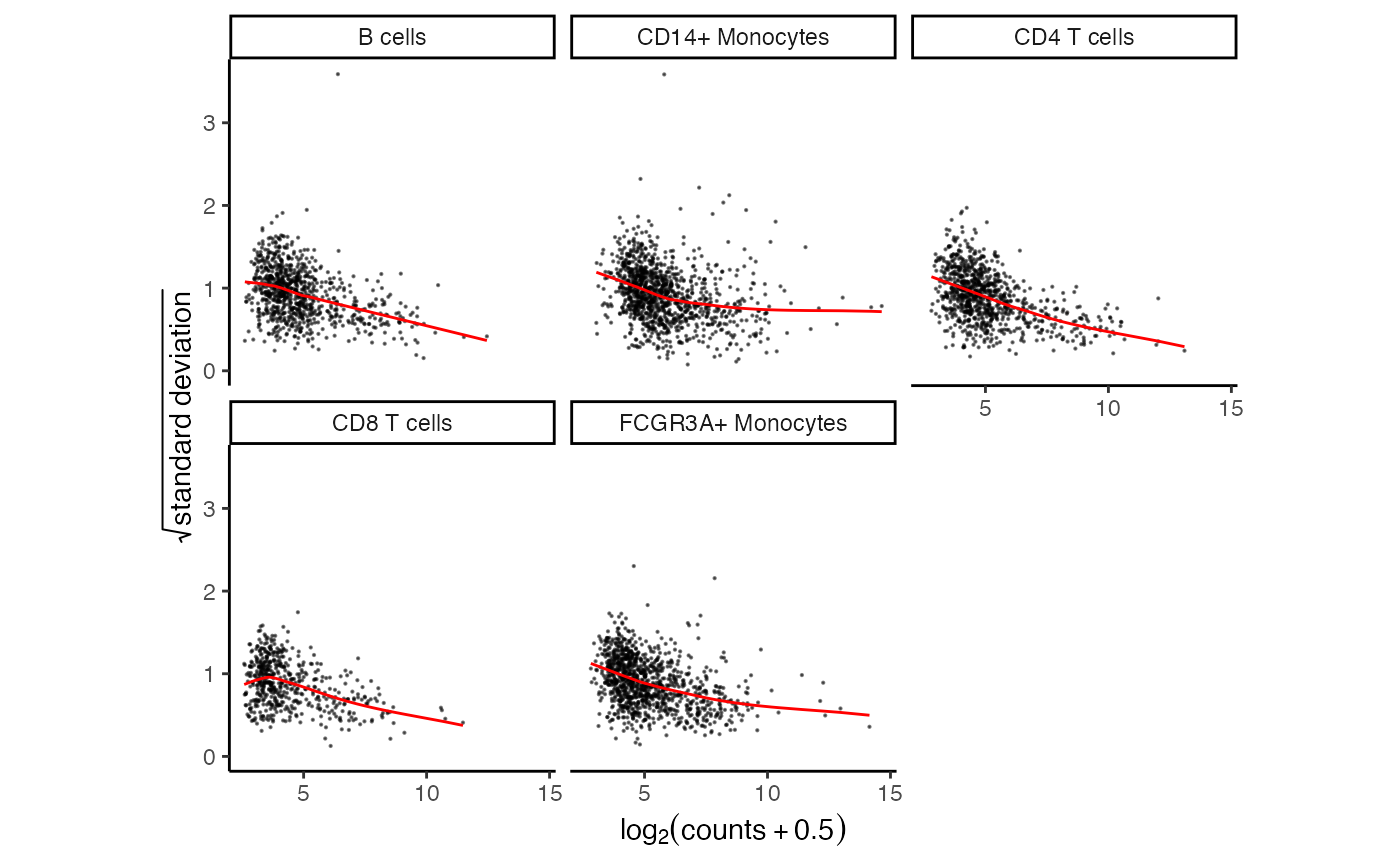 B cells
CD14+ Monocytes
CD4 T cells
3
2
1
0
5
10
15
CD8 T cells
FCGR3A+ Monocytes
3
2
1
0
5
10
15
5
10
15
√standard deviation
log₂(counts + 0.5)